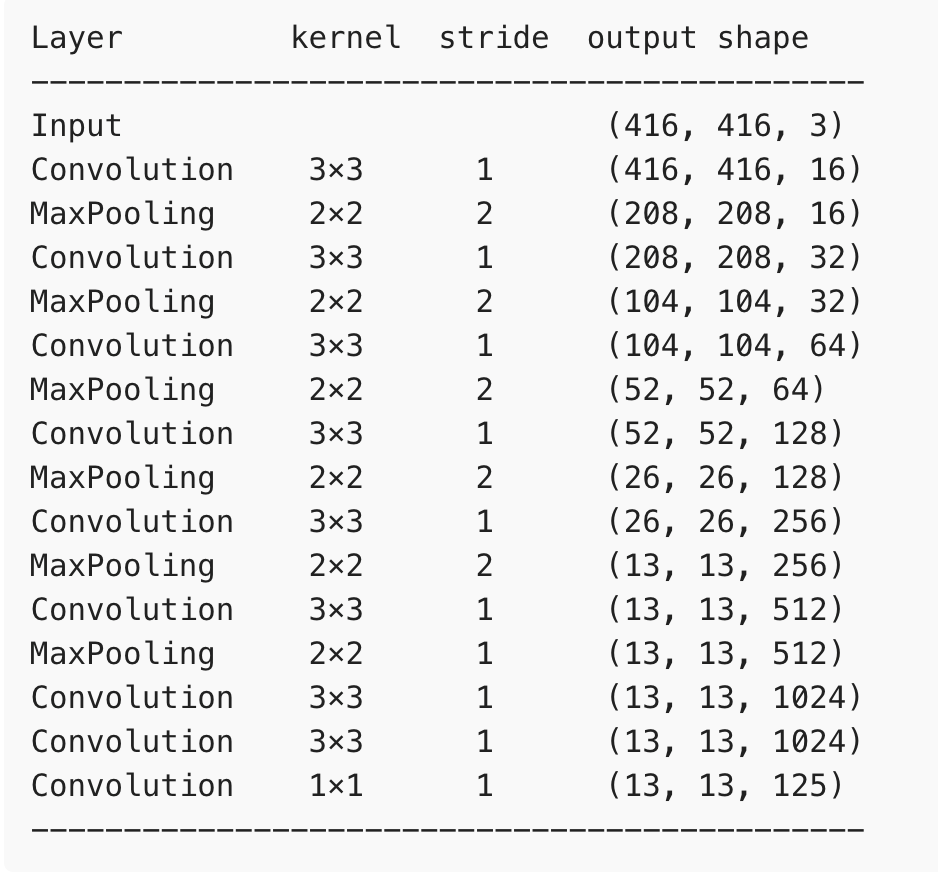 Layer         kernel  stride  output shape
---------------------------------------------
Input                          (416, 416, 3)
Convolution    3×3      1      (416, 416, 16)
MaxPooling     2×2      2      (208, 208, 16)
Convolution    3×3      1      (208, 208, 32)
MaxPooling     2×2      2      (104, 104, 32)
Convolution    3×3      1      (104, 104, 64)
MaxPooling     2×2      2      (52, 52, 64)
Convolution    3×3      1      (52, 52, 128)
MaxPooling     2×2      2      (26, 26, 128)
Convolution    3×3      1      (26, 26, 256)
MaxPooling     2×2      2      (13, 13, 256)
Convolution    3×3      1      (13, 13, 512)
MaxPooling     2×2      1      (13, 13, 512)
Convolution    3×3      1      (13, 13, 1024)
Convolution    3×3      1      (13, 13, 1024)
Convolution    1×1      1      (13, 13, 125)
---------------------------------------------